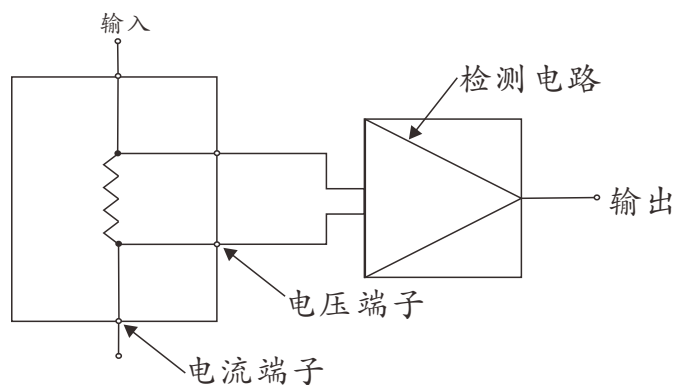 输入
检测电路
输出
电压端子
电流端子